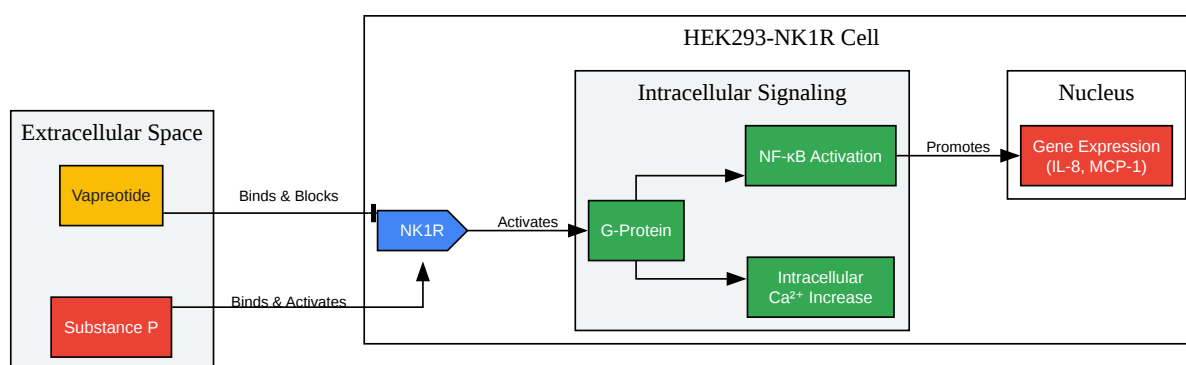 HEK293-NK1R Cell
Extracellular Space
Vapreotide
Substance P
Binds & Blocks
Binds & Activates
NK1R
Activates
Intracellular Signaling
G-Protein
NF-κB Activation
Intracellular
Ca²⁺ Increase
Promotes
Nucleus
Gene Expression
(IL-8, MCP-1)